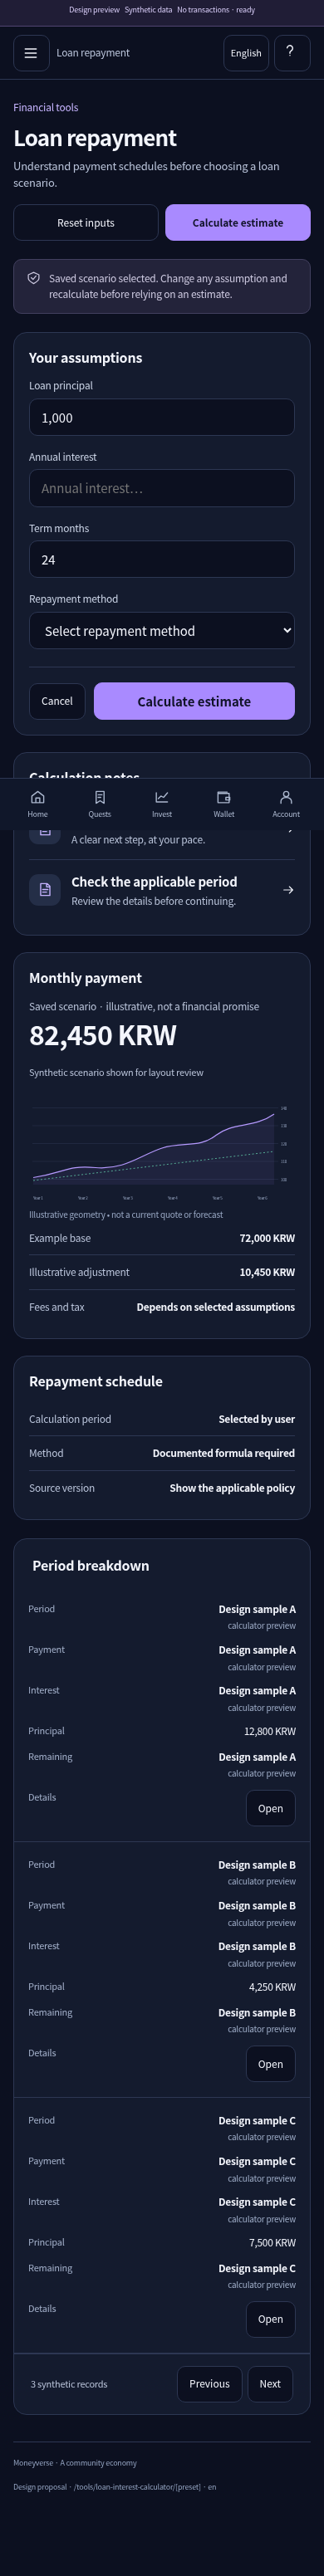 Design preview Synthetic data No transactions · ready
Loan repayment
English
?
Financial tools
Loan repayment
Understand payment schedules before choosing a loan
scenario.
Reset inputs
Calculate estimate
Saved scenario selected. Change any assumption and
recalculate before relying on an estimate.
Your assumptions
Loan principal
1,000
Annual interest
Annual interest…
Term months
24
Repayment method
Select repayment method
Cancel
Calculate estimate
Calculation notes
Home
Quests
Invest
Wallet
Account
A clear next step, at your pace.
Check the applicable period
Review the details before continuing.
Monthly payment
Saved scenario · illustrative, not a financial promise
82,450 KRW
Synthetic scenario shown for layout review
Year 1
Year 2
Year 3
Year 4
Year 5
Year 6
Illustrative geometry • not a current quote or forecast
Example base
72,000 KRW
Illustrative adjustment
10,450 KRW
Fees and tax
Depends on selected assumptions
Repayment schedule
Calculation period
Selected by user
Method
Documented formula required
Source version
Show the applicable policy
Period breakdown
Period
Design sample A
calculator preview
Payment
Design sample A
calculator preview
Interest
Design sample A
calculator preview
Principal
12,800 KRW
Remaining
Design sample A
calculator preview
Details
Open
Period
Design sample B
calculator preview
Payment
Design sample B
calculator preview
Interest
Design sample B
calculator preview
Principal
4,250 KRW
Remaining
Design sample B
calculator preview
Details
Open
Period
Design sample C
calculator preview
Payment
Design sample C
calculator preview
Interest
Design sample C
calculator preview
Principal
7,500 KRW
Remaining
Design sample C
calculator preview
Details
Open
3 synthetic records
Previous
Next
Moneyverse · A community economy
Design proposal · /tools/loan-interest-calculator/[preset] · en